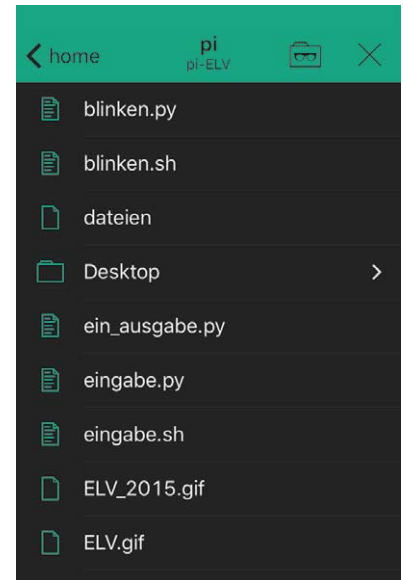 home
pi
pi-ELV
blinken.py
blinken.sh
dateien
Desktop
ein_ausgabe.py
eingabe.py
eingabe.sh
ELV_2015.gif
ELV.gif